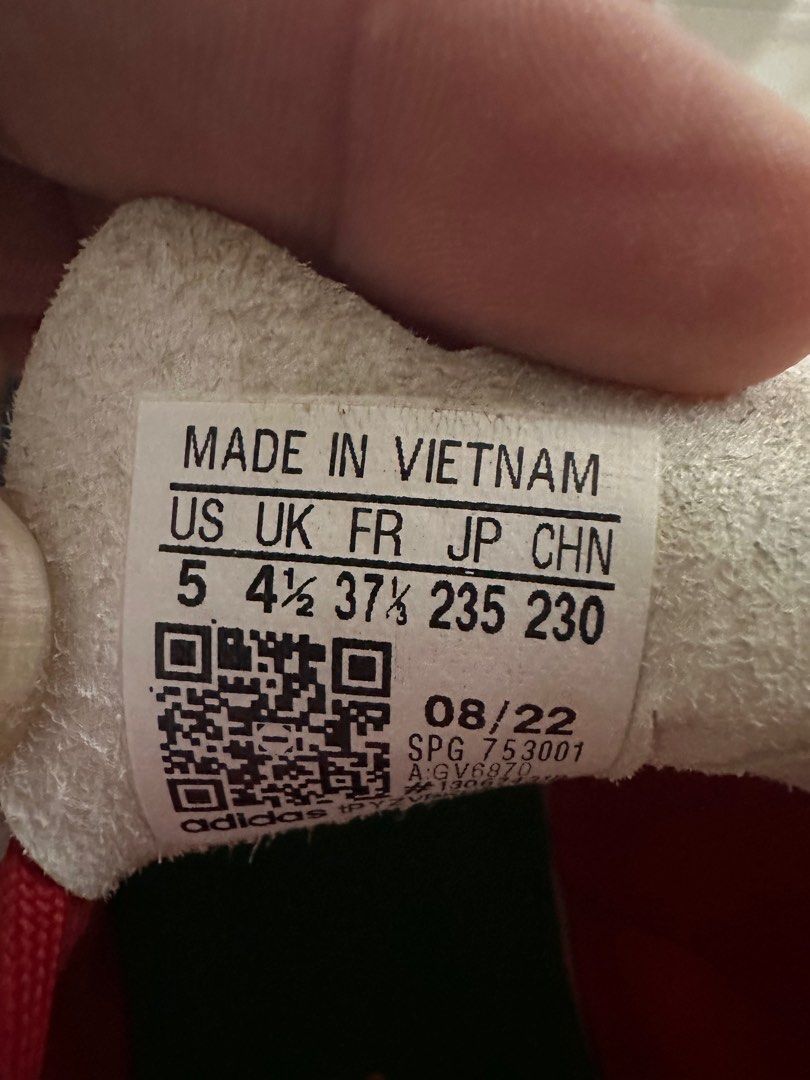 MADE IN VIETNAM
US UK FR JP CHN
5 4½ 37⅓ 235 230
08/22
SPG 753001
A:GV6970
adidas